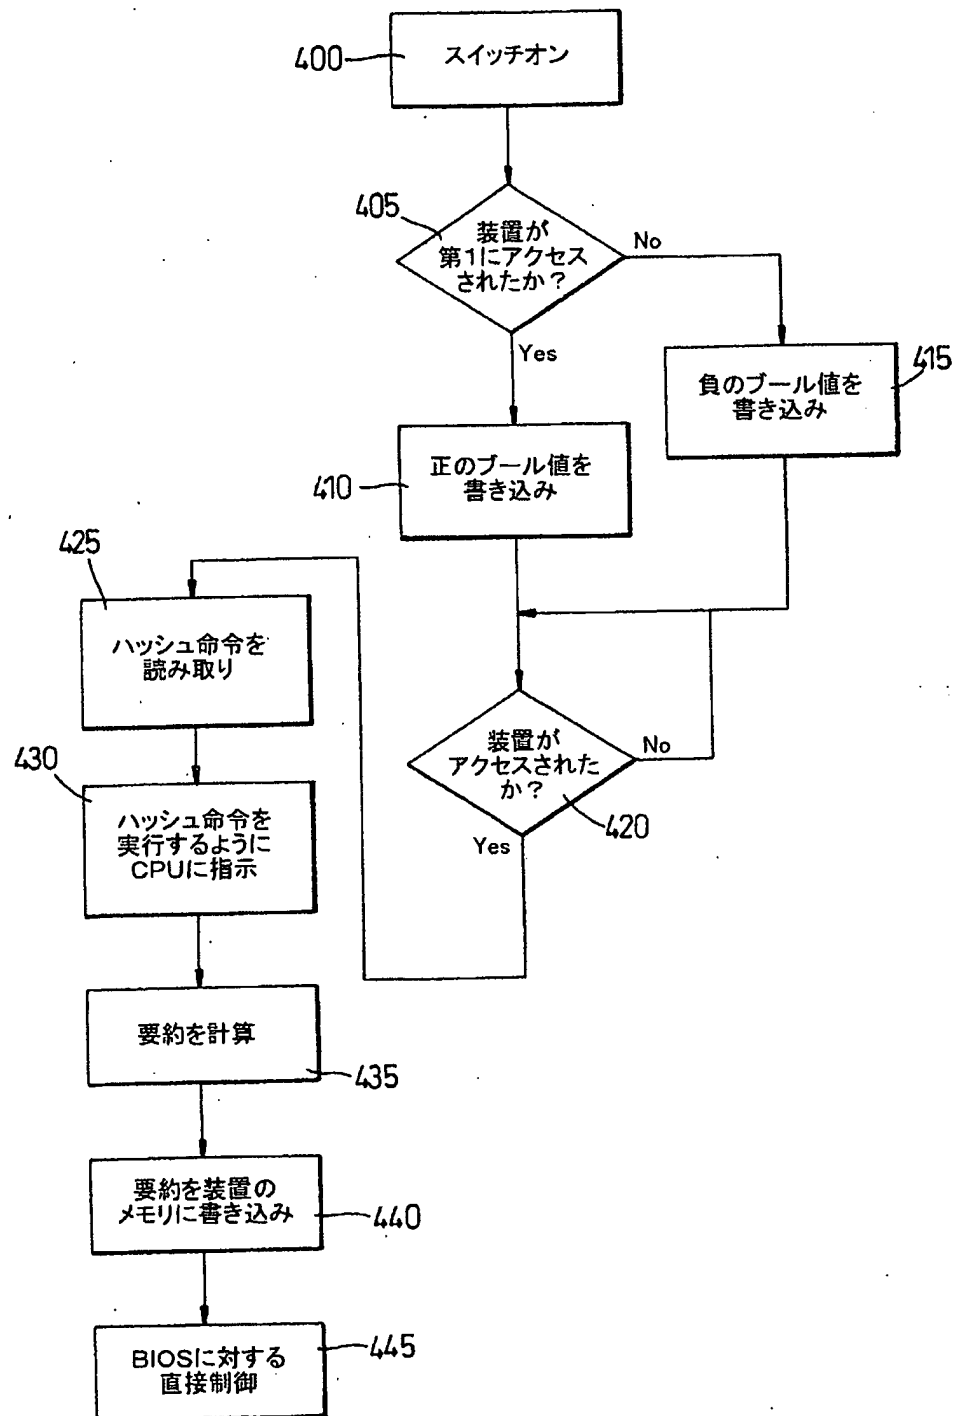 400
スイッチオン
405
装置が
第1にアクセス
されたか？
No
Yes
415
負のブール値を
書き込み
410
正のブール値を
書き込み
425
ハッシュ命令を
読み取り
装置が
アクセスされた
か？
No
420
Yes
430
ハッシュ命令を
実行するように
CPUに指示
要約を計算
435
要約を装置の
メモリに書き込み
440
BIOSに対する
直接制御
445